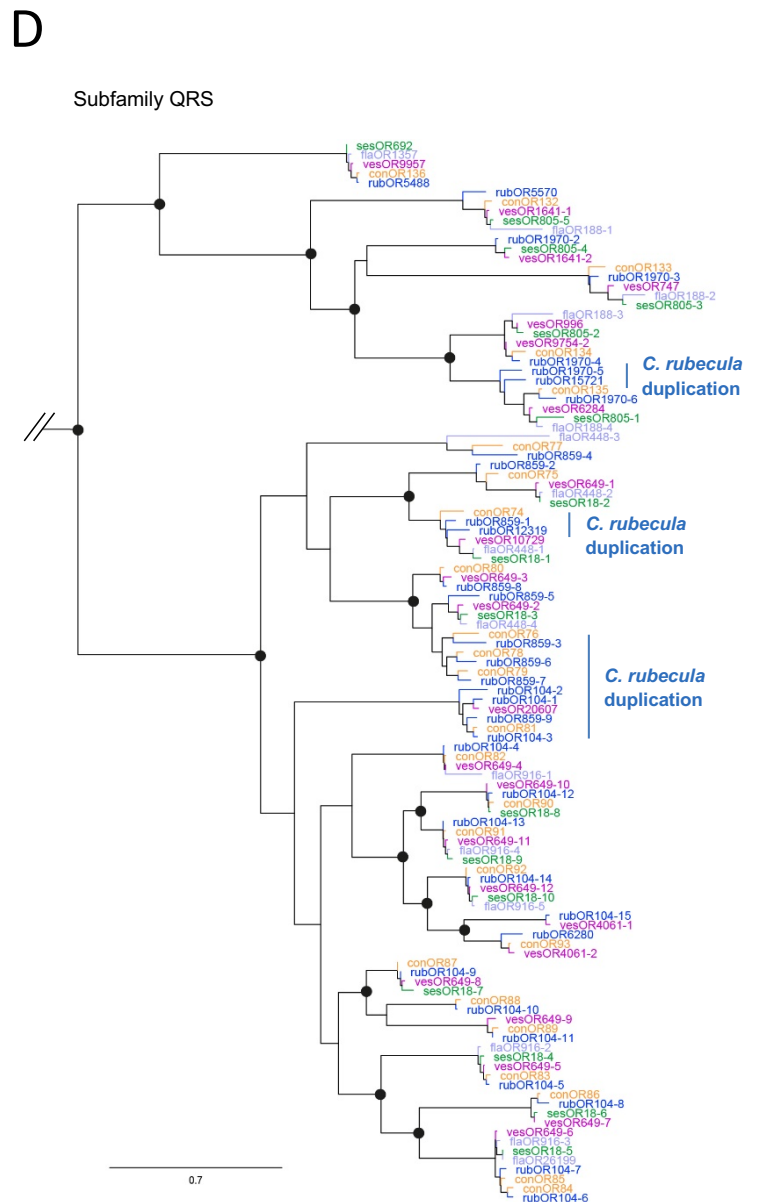 D
Subfamily QRS
sesOR692
flaOR1357
vesOR9957
conOR136
rubOR5488
rubOR5570
conOR132
vesOR1641-1
sesOR805-5
flaOR188-1
rubOR1970-2
sesOR805-4
vesOR1641-2
conOR133
rubOR1970-3
vesOR747
flaOR188-2
sesOR805-3
flaOR188-3
vesOR996
sesOR805-2
vesOR9754-2
conOR134
rubOR1970-4
rubOR1970-5
rubOR15721
conOR135
rubOR1970-6
vesOR6284
sesOR805-1
flaOR188-4
C. rubecula
duplication
flaOR448-3
conOR77
rubOR859-4
rubOR859-2
conOR75
vesOR649-1
flaOR448-2
sesOR18-2
conOR74
rubOR859-1
rubOR12319
vesOR10729
flaOR448-1
sesOR18-1
C. rubecula
duplication
conOR80
vesOR649-3
rubOR859-8
rubOR859-5
vesOR649-2
sesOR18-3
flaOR448-4
conOR76
rubOR859-3
conOR78
rubOR859-6
conOR79
rubOR859-7
rubOR104-2
rubOR104-1
vesOR20607
rubOR859-9
conOR81
rubOR104-3
C. rubecula
duplication
rubOR104-4
conOR82
vesOR649-4
flaOR916-1
vesOR649-10
rubOR104-12
conOR90
sesOR18-8
rubOR104-13
conOR91
vesOR649-11
flaOR916-4
sesOR18-9
conOR92
rubOR104-14
vesOR649-12
sesOR18-10
flaOR916-5
rubOR104-15
vesOR4061-1
rubOR6280
conOR93
vesOR4061-2
conOR87
rubOR104-9
vesOR649-8
sesOR18-7
conOR88
rubOR104-10
vesOR649-9
conOR89
rubOR104-11
flaOR916-2
sesOR18-4
vesOR649-5
conOR83
rubOR104-5
conOR86
rubOR104-8
sesOR18-6
vesOR649-7
vesOR649-6
flaOR916-3
sesOR18-5
flaOR26199
rubOR104-7
conOR85
conOR84
rubOR104-6
0.7